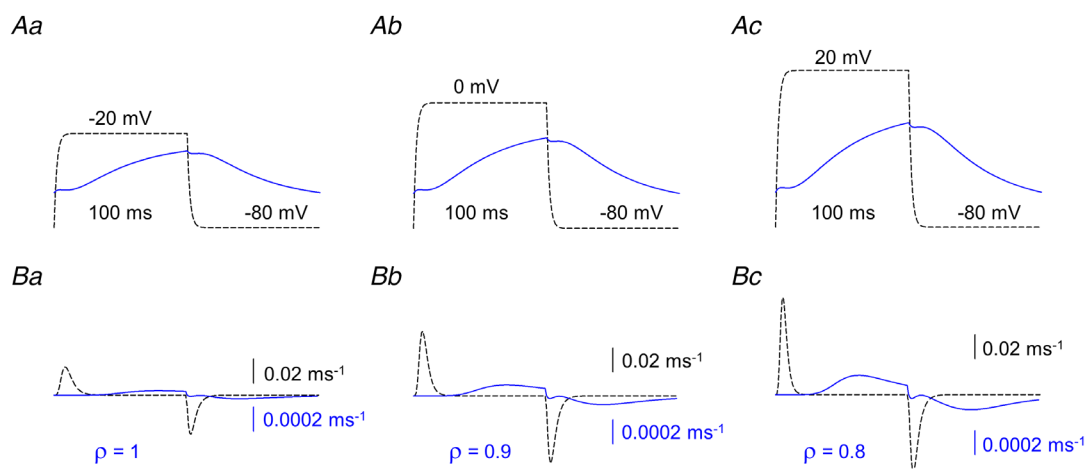 Aa
Ab
Ac
-20 mV
0 mV
20 mV
100 ms
-80 mV
100 ms
-80 mV
100 ms
-80 mV
Ba
Bb
Bc
0.02 ms⁻¹
0.0002 ms⁻¹
ρ = 1
0.02 ms⁻¹
0.0002 ms⁻¹
ρ = 0.9
0.02 ms⁻¹
0.0002 ms⁻¹
ρ = 0.8